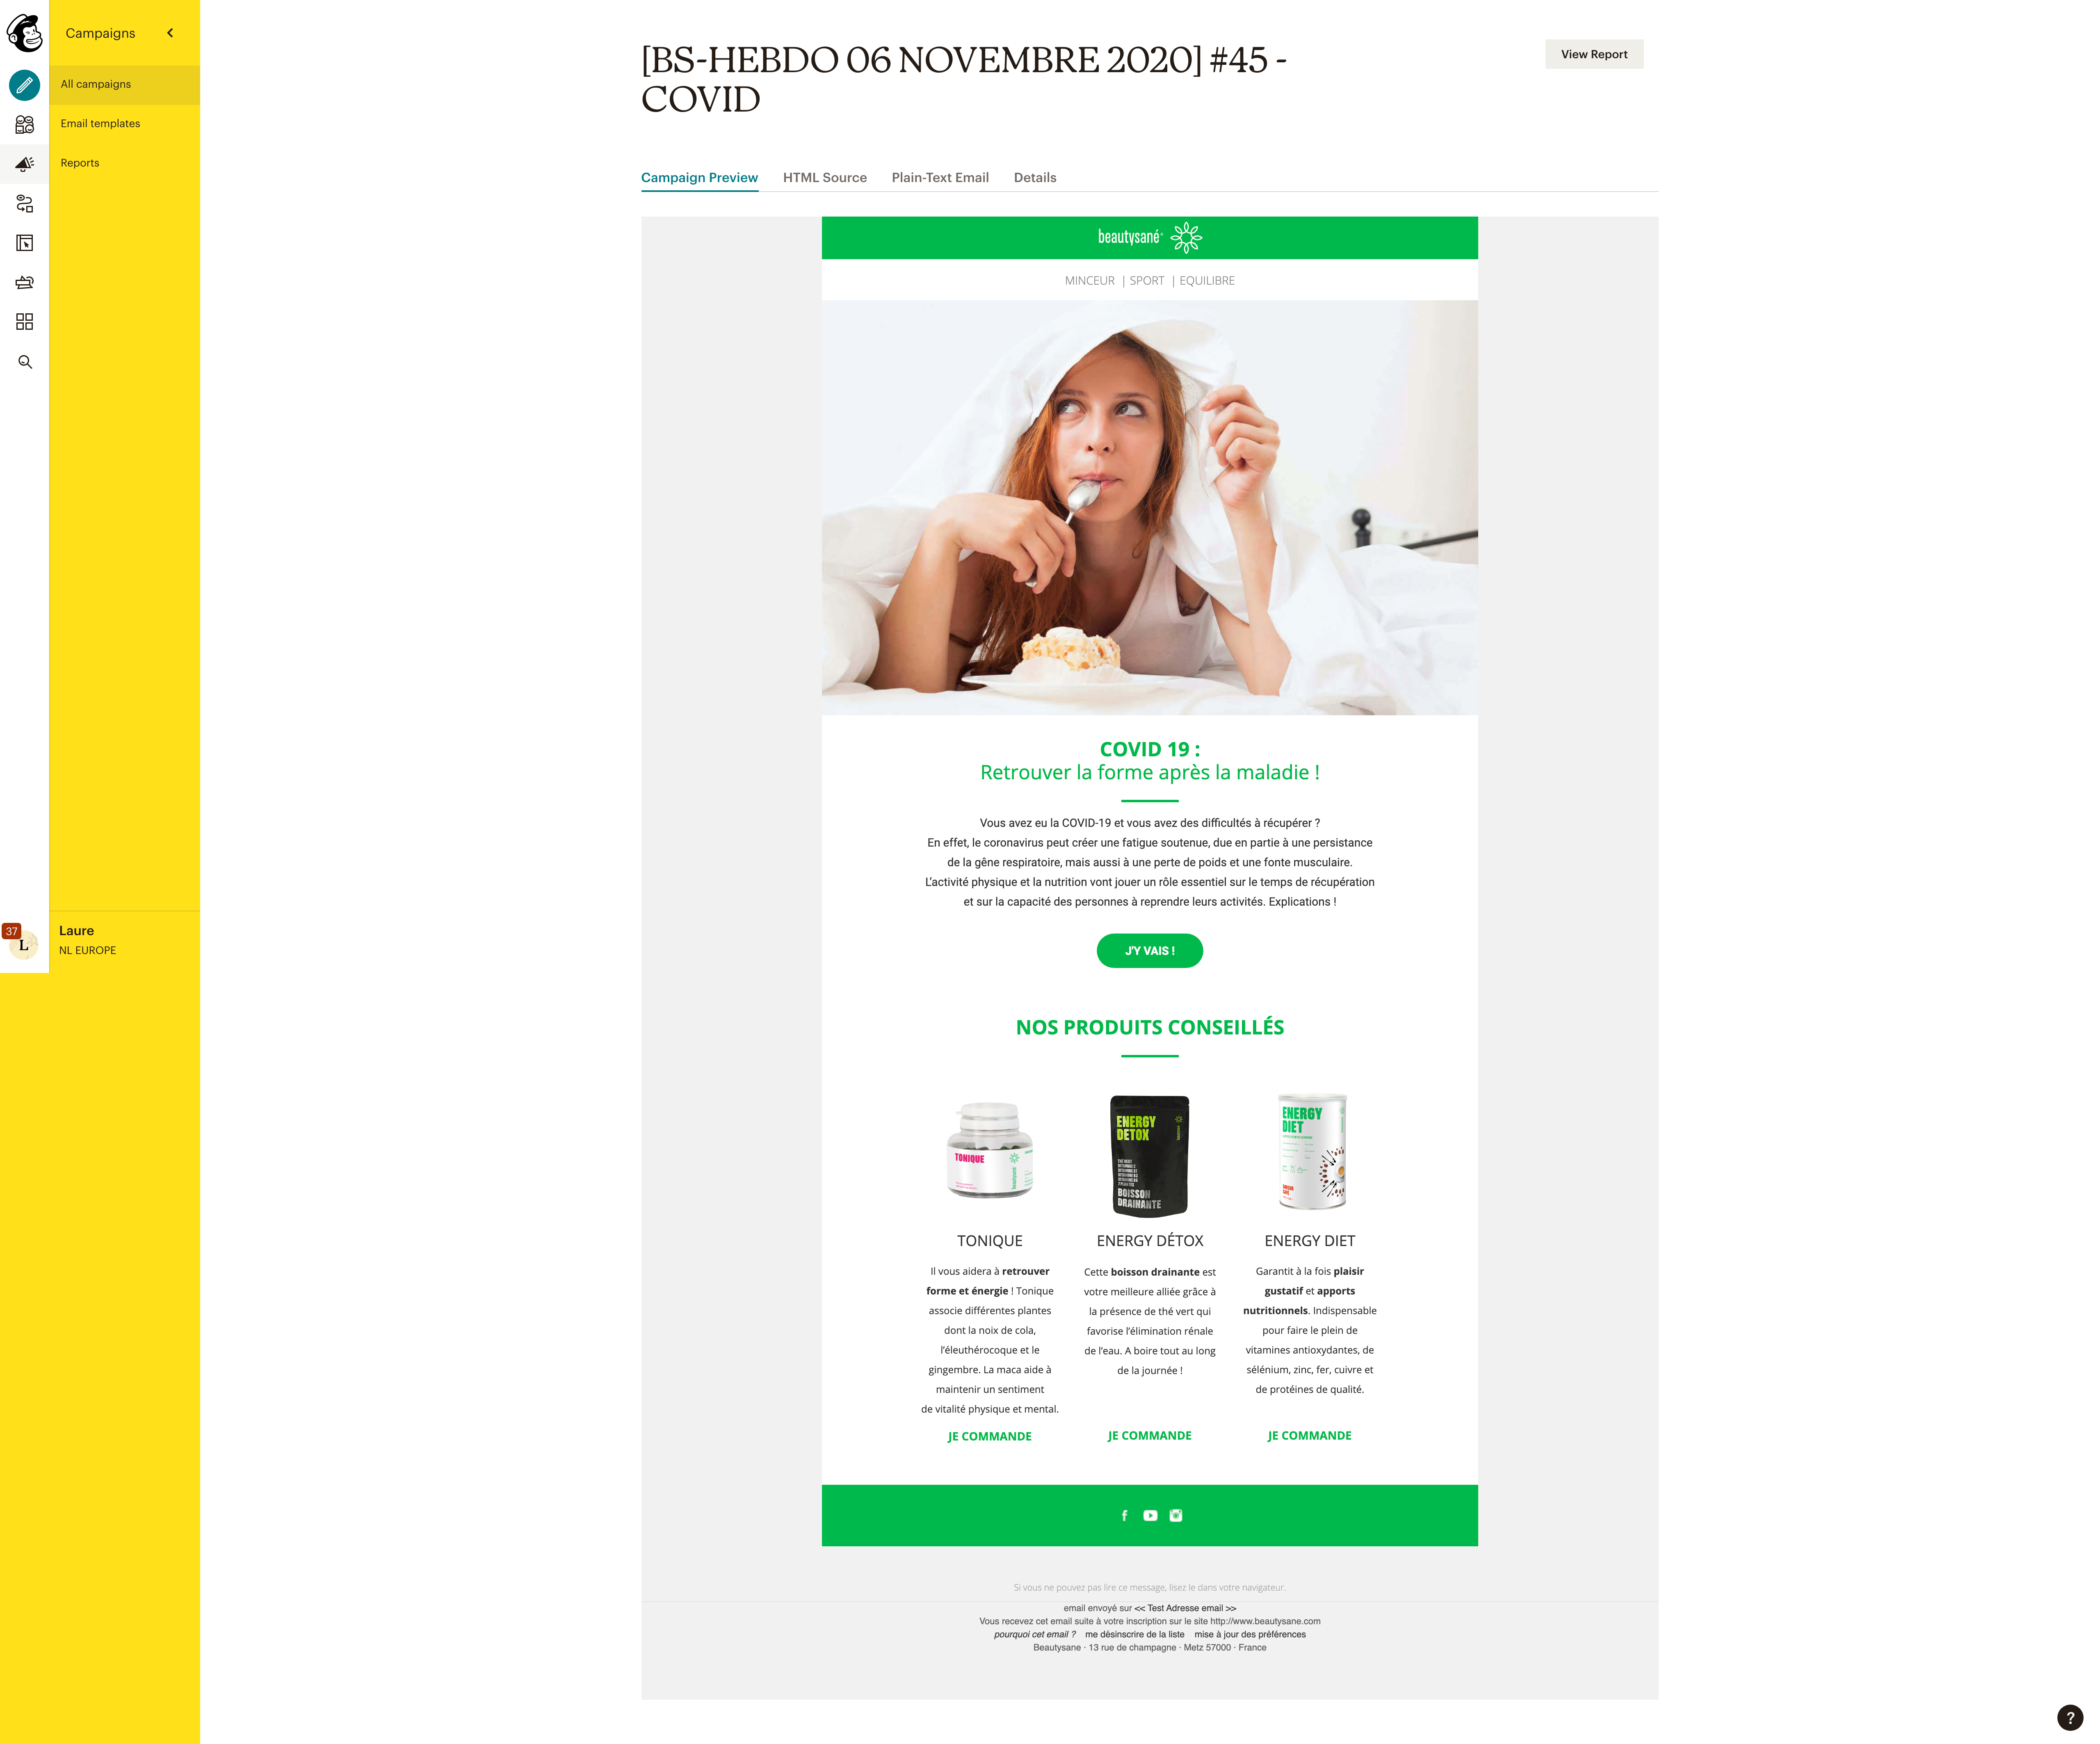 Campaigns
All campaigns
Email templates
Reports
37
L
Laure
NL EUROPE
[BS-HEBDO 06 NOVEMBRE 2020] #45 -
COVID
View Report
Campaign Preview
HTML Source
Plain-Text Email
Details
beautysané
MINCEUR | SPORT | EQUILIBRE
COVID 19 :
Retrouver la forme après la maladie !
Vous avez eu la COVID-19 et vous avez des difficultés à récupérer ?
En effet, le coronavirus peut créer une fatigue soutenue, due en partie à une persistance
de la gêne respiratoire, mais aussi à une perte de poids et une fonte musculaire.
L'activité physique et la nutrition vont jouer un rôle essentiel sur le temps de récupération
et sur la capacité des personnes à reprendre leurs activités. Explications !
J'Y VAIS !
NOS PRODUITS CONSEILLÉS
TONIQUE
beautysané
TONIQUE
Il vous aidera à retrouver
forme et énergie ! Tonique
associe différentes plantes
dont la noix de cola,
l'éleuthérocoque et le
gingembre. La maca aide à
maintenir un sentiment
de vitalité physique et mental.
JE COMMANDE
ENERGY
DETOX
BOISSON
DRAINANTE
ENERGY DÉTOX
Cette boisson drainante est
votre meilleure alliée grâce à
la présence de thé vert qui
favorise l'élimination rénale
de l'eau. A boire tout au long
de la journée !
JE COMMANDE
ENERGY
DIET
ENERGY DIET
Garantit à la fois plaisir
gustatif et apports
nutritionnels. Indispensable
pour faire le plein de
vitamines antioxydantes, de
sélénium, zinc, fer, cuivre et
de protéines de qualité.
JE COMMANDE
Si vous ne pouvez pas lire ce message, lisez le dans votre navigateur.
email envoyé sur << Test Adresse email >>
Vous recevez cet email suite à votre inscription sur le site http://www.beautysane.com
pourquoi cet email ? me désinscrire de la liste mise à jour des préférences
Beautysane · 13 rue de champagne · Metz 57000 · France
?